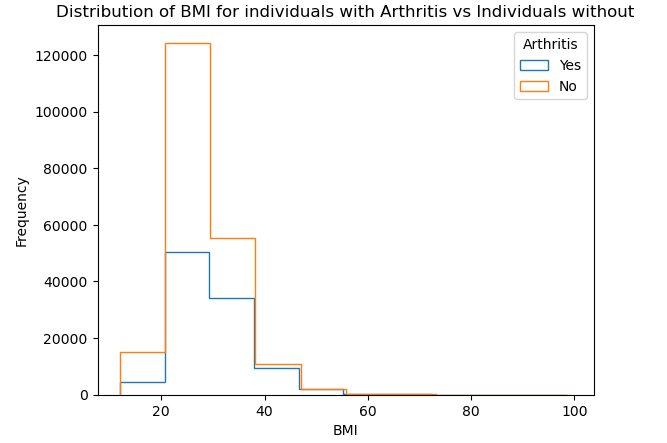 Distribution of BMI for individuals with Arthritis vs Individuals without
Arthritis
Yes
No
120000
100000
80000
60000
40000
20000
0
Frequency
20
40
60
80
100
BMI